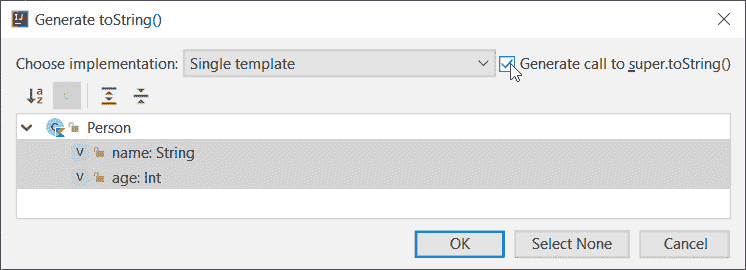 Generate toString()
Choose implementation: Single template Generate call to super.toString()
Person
name: String
age: Int
OK Select None Cancel